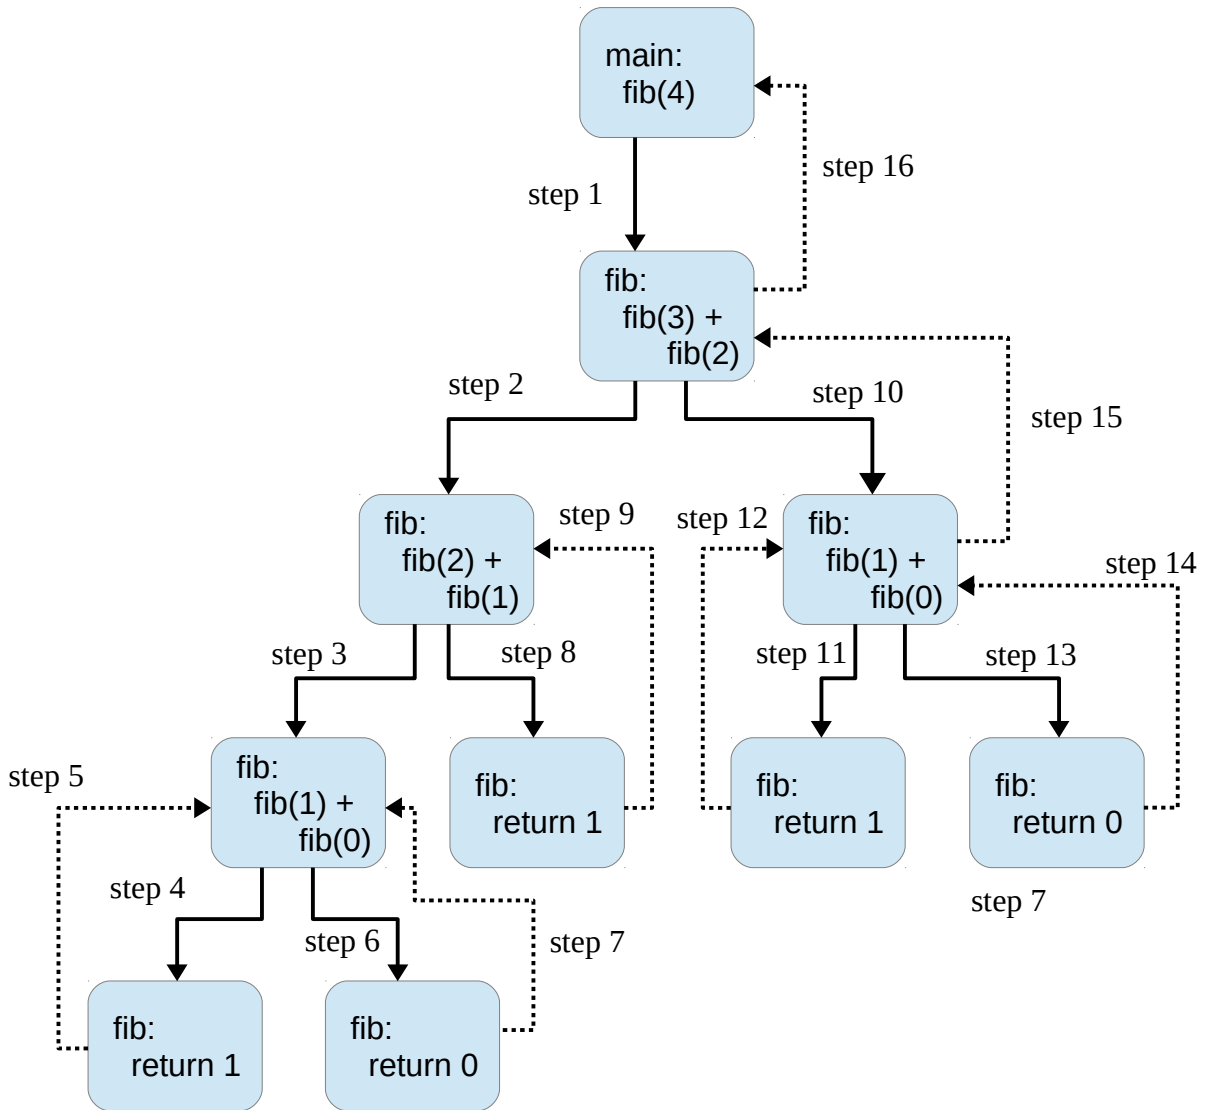 main:
fib(4)
step 16
step 1
fib:
fib(3) +
fib(2)
step 2
step 10
step 15
fib:
fib(2) +
fib(1)
step 9
step 12
fib:
fib(1) +
fib(0)
step 14
step 3
step 8
step 11
step 13
step 5
fib:
fib(1) +
fib(0)
fib:
return 1
fib:
return 1
fib:
return 0
step 4
step 6
step 7
step 7
fib:
return 1
fib:
return 0